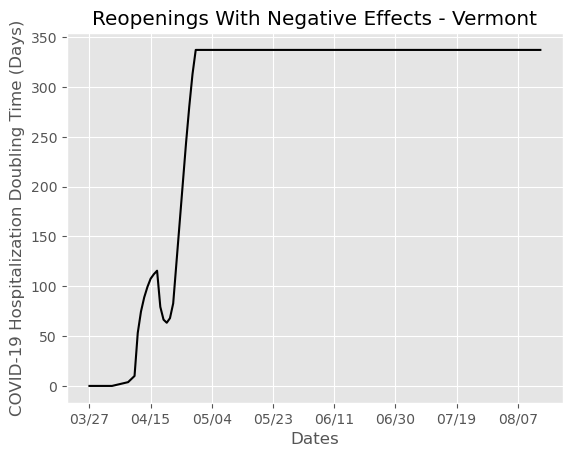 Reopenings With Negative Effects - Vermont
COVID-19 Hospitalization Doubling Time (Days)
350
300
250
200
150
100
50
0
03/27 04/15 05/04 05/23 06/11 06/30 07/19 08/07
Dates